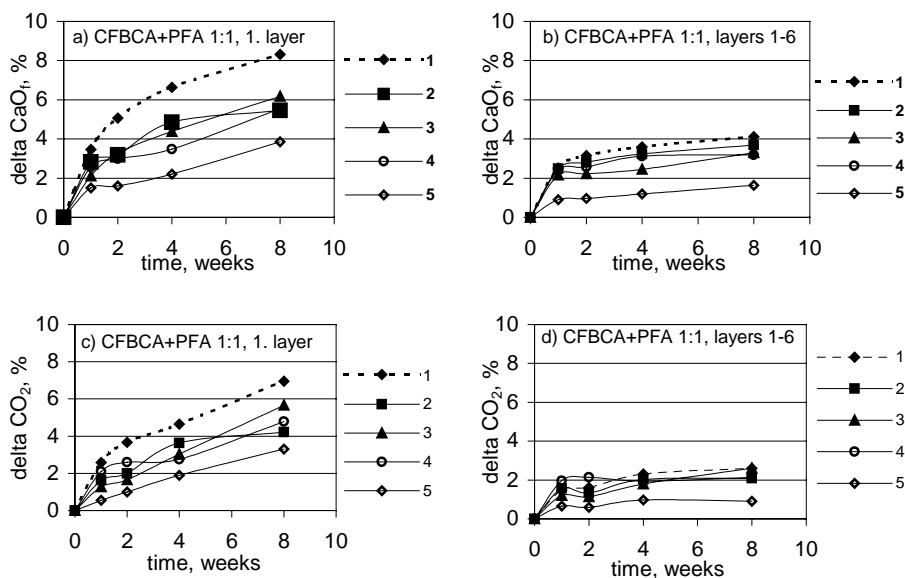 a) CFBCA+PFA 1:1, 1. layer
delta CaOf, %
10
8
6
4
2
0
0 2 4 6 8 10
time, weeks
1
2
3
4
5
b) CFBCA+PFA 1:1, layers 1-6
delta CaOf, %
10
8
6
4
2
0
0 2 4 6 8 10
time, weeks
1
2
3
4
5
c) CFBCA+PFA 1:1, 1. layer
delta CO2, %
10
8
6
4
2
0
0 2 4 6 8 10
time, weeks
1
2
3
4
5
d) CFBCA+PFA 1:1, layers 1-6
delta CO2, %
10
8
6
4
2
0
0 2 4 6 8 10
time, weeks
1
2
3
4
5